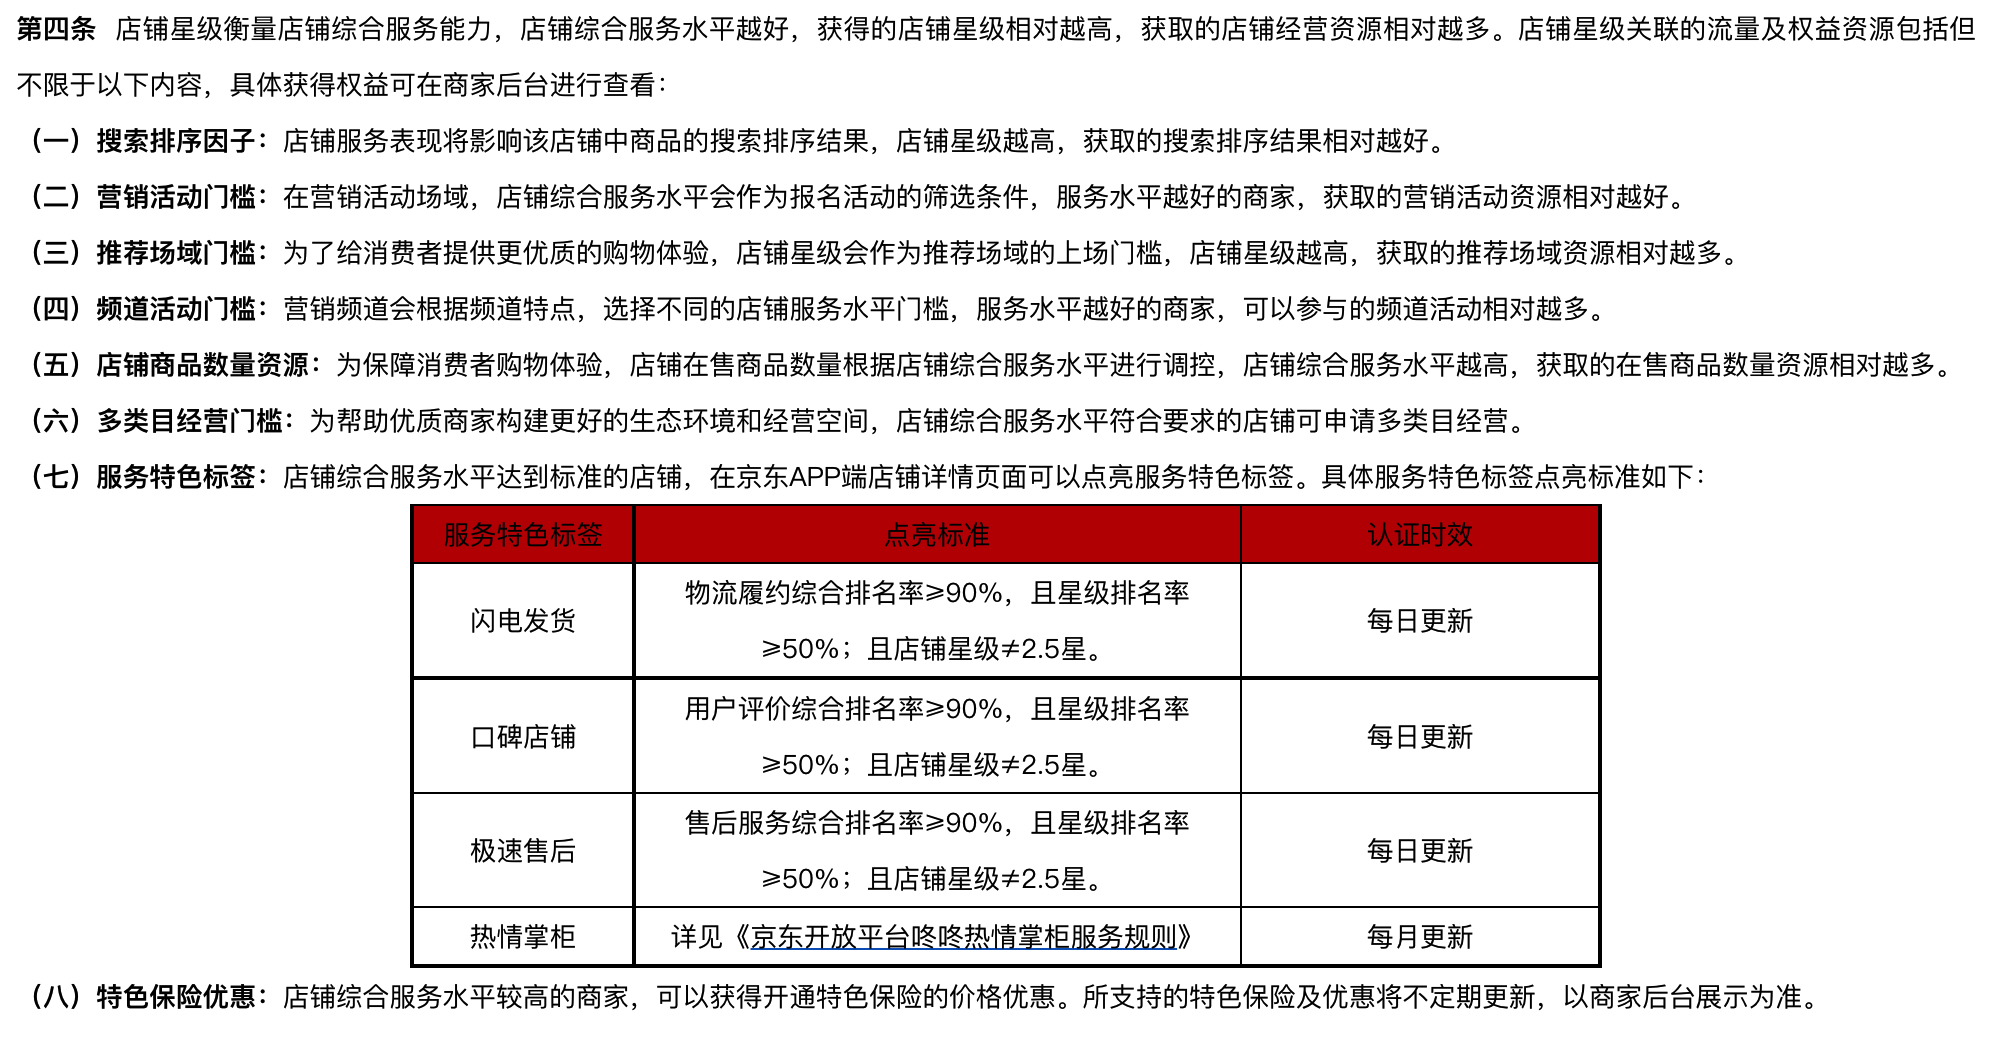 第四条 店铺星级衡量店铺综合服务能力，店铺综合服务水平越好，获得的店铺星级相对越高，获取的店铺经营资源相对越多。店铺星级关联的流量及权益资源包括但
不限于以下内容，具体获得权益可在商家后台进行查看：
（一）搜索排序因子：店铺服务表现将影响该店铺中商品的搜索排序结果，店铺星级越高，获取的搜索排序结果相对越好。
（二）营销活动门槛：在营销活动场域，店铺综合服务水平会作为报名活动的筛选条件，服务水平越好的商家，获取的营销活动资源相对越好。
（三）推荐场域门槛：为了给消费者提供更优质的购物体验，店铺星级会作为推荐场域的上场门槛，店铺星级越高，获取的推荐场域资源相对越多。
（四）频道活动门槛：营销频道会根据频道特点，选择不同的店铺服务水平门槛，服务水平越好的商家，可以参与的频道活动相对越多。
（五）店铺商品数量资源：为保障消费者购物体验，店铺在售商品数量根据店铺综合服务水平进行调控，店铺综合服务水平越高，获取的在售商品数量资源相对越多。
（六）多类目经营门槛：为帮助优质商家构建更好的生态环境和经营空间，店铺综合服务水平符合要求的店铺可申请多类目经营。
（七）服务特色标签：店铺综合服务水平达到标准的店铺，在京东APP端店铺详情页面可以点亮服务特色标签。具体服务特色标签点亮标准如下：
服务特色标签 点亮标准 认证时效
闪电发货 物流履约综合排名率≥90%，且星级排名率
≥50%；且店铺星级≠2.5星。 每日更新
口碑店铺 用户评价综合排名率≥90%，且星级排名率
≥50%；且店铺星级≠2.5星。 每日更新
极速售后 售后服务综合排名率≥90%，且星级排名率
≥50%；且店铺星级≠2.5星。 每日更新
热情掌柜 详见《京东开放平台咚咚热情掌柜服务规则》 每月更新
（八）特色保险优惠：店铺综合服务水平较高的商家，可以获得开通特色保险的价格优惠。所支持的特色保险及优惠将不定期更新，以商家后台展示为准。